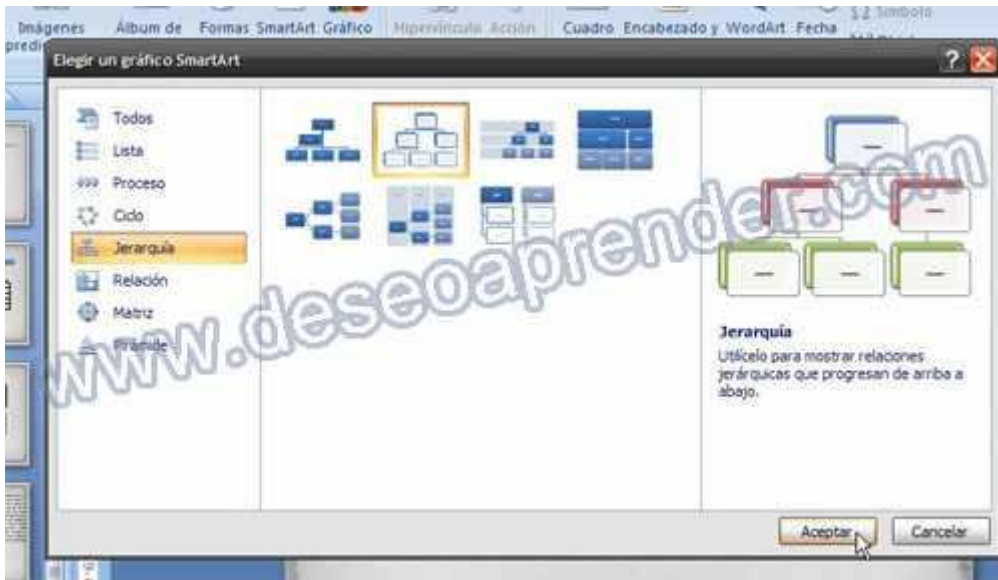 Imágenes Álbum de Formas SmartArt Gráfico Hipervínculo Acción Cuadro Encabezado y WordArt Fecha Símbolo
Elegir un gráfico SmartArt
Todos
Lista
Proceso
Ciclo
Jerarquía
Relación
Matriz
Pirámide
Jerarquía
Utilícelo para mostrar relaciones
jerárquicas que progresan de arriba a
abajo.
www.deseoaprender.com
Aceptar Cancelar